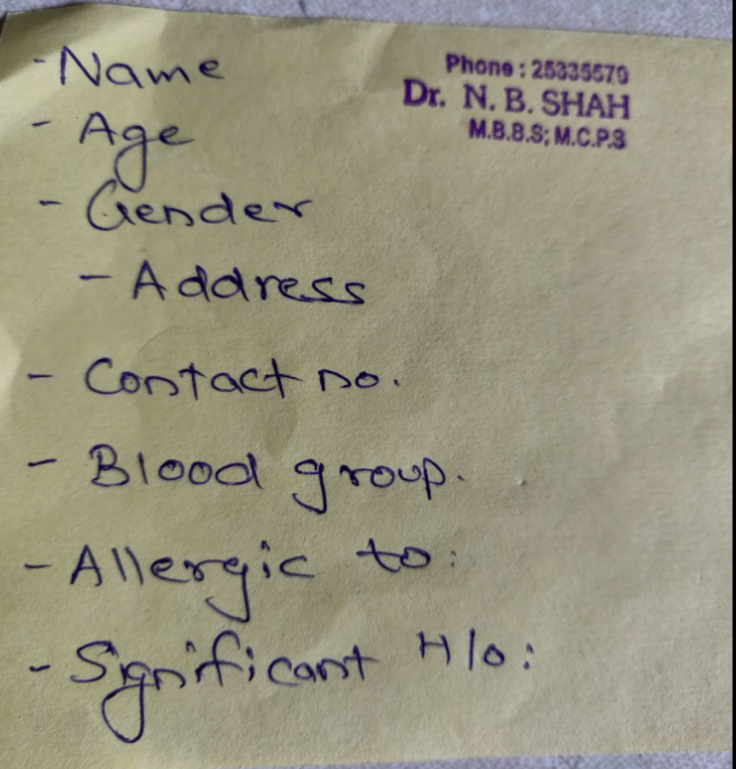 Phone : 25335570
Dr. N. B. SHAH
M.B.B.S; M.C.P.S
- Name
- Age
- Gender
- Address
- Contact no.
- Blood group.
- Allergic to:
- Significant H/o: